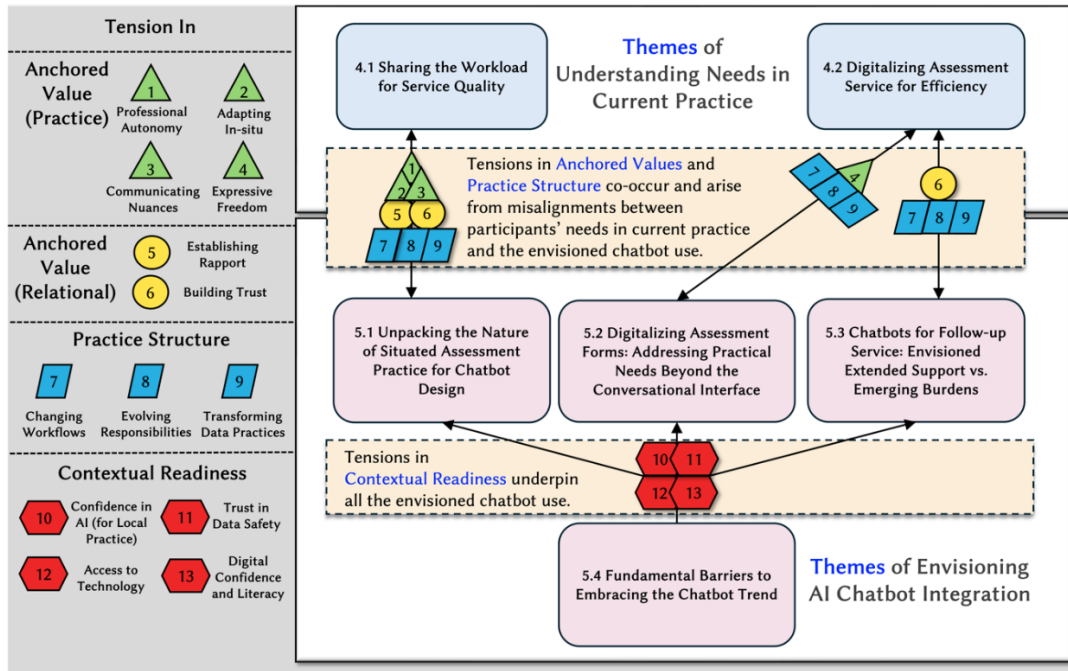 Tension In
Anchored
Value
(Practice)
1
Professional
Autonomy
2
Adapting
In-situ
3
Communicating
Nuances
4
Expressive
Freedom
Anchored
Value
(Relational)
5
Establishing
Rapport
6
Building Trust
Practice Structure
7
Changing
Workflows
8
Evolving
Responsibilities
9
Transforming
Data Practices
Contextual Readiness
10
Confidence in
AI (for Local
Practice)
11
Trust in
Data Safety
12
Access to
Technology
13
Digital
Confidence
and Literacy
4.1 Sharing the Workload
for Service Quality
Themes of
Understanding Needs in
Current Practice
4.2 Digitalizing Assessment
Service for Efficiency
1
2 3
5 6
7 8 9
Tensions in Anchored Values and
Practice Structure co-occur and arise
from misalignments between
participants' needs in current practice
and the envisioned chatbot use.
4
7 8 9
6
7 8 9
5.1 Unpacking the Nature
of Situated Assessment
Practice for Chatbot
Design
5.2 Digitalizing Assessment
Forms: Addressing Practical
Needs Beyond the
Conversational Interface
5.3 Chatbots for Follow-up
Service: Envisioned
Extended Support vs.
Emerging Burdens
Tensions in
Contextual Readiness underpin
all the envisioned chatbot use.
10 11
12 13
5.4 Fundamental Barriers to
Embracing the Chatbot Trend
Themes of Envisioning
AI Chatbot Integration